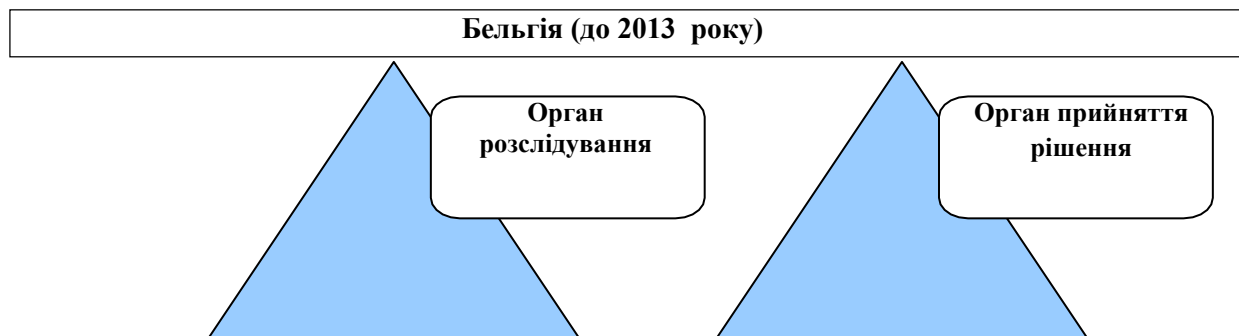 Бельгія (до 2013 року)
Орган
розслідування
Орган прийняття
рішення